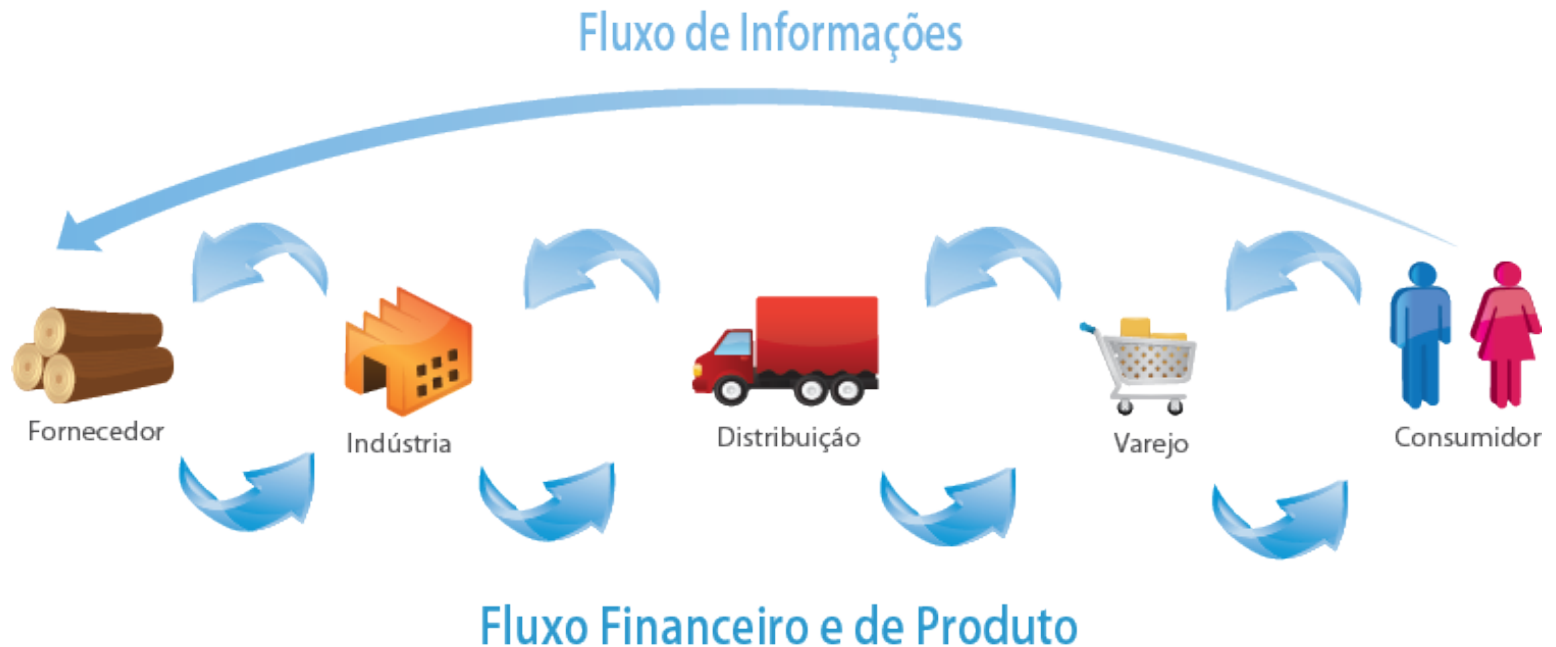 Fluxo de Informações
Fornecedor
Indústria
Distribuição
Varejo
Consumidor
Fluxo Financeiro e de Produto